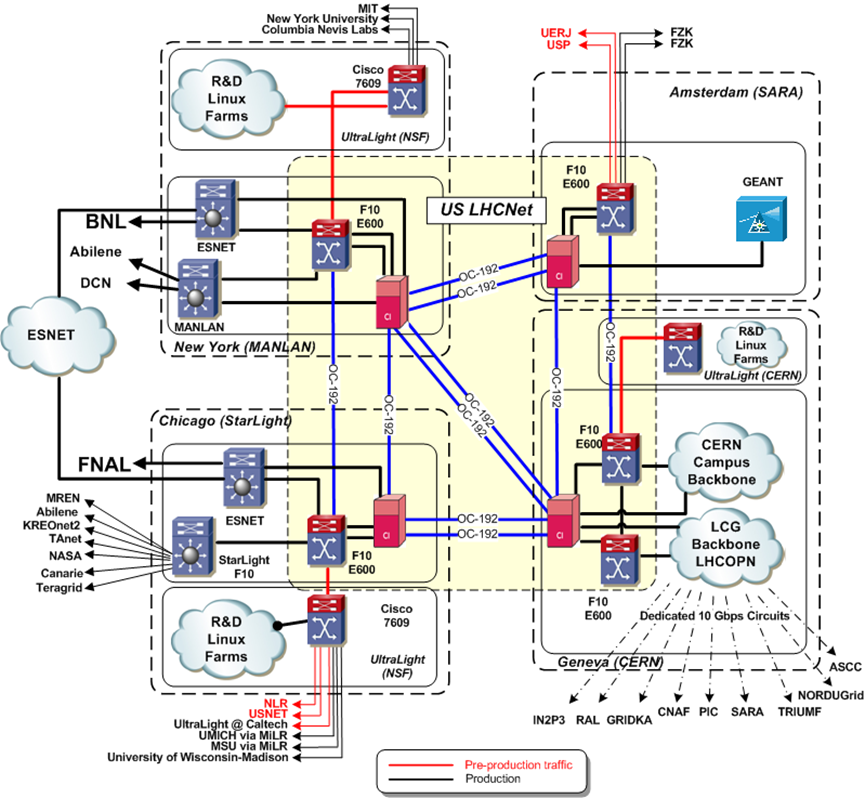 MIT
New York University
Columbia Nevis Labs
UERJ
USP
FZK
FZK
R&D
Linux
Farms
Cisco
7609
UltraLight (NSF)
Amsterdam (SARA)
F10
E600
GEANT
US LHCNet
BNL
Abilene
DCN
ESNET
MANLAN
F10
E600
CI
CI
New York (MANLAN)
ESNET
OC-192
OC-192
OC-192
OC-192
OC-192
OC-192
OC-192
OC-192
R&D
Linux
Farms
UltraLight (CERN)
Chicago (StarLight)
FNAL
ESNET
MREN
Abilene
KREOnet2
TAnet
NASA
Canarie
Teragrid
StarLight
F10
F10
E600
CI
OC-192
OC-192
CI
F10
E600
CERN
Campus
Backbone
LCG
Backbone
LHCOPN
F10
E600
Dedicated 10 Gbps Circuits
Geneva (CERN)
R&D
Linux
Farms
Cisco
7609
UltraLight
(NSF)
NLR
USNET
UltraLight @ Caltech
UMICH via MiLR
MSU via MiLR
University of Wisconsin-Madison
IN2P3
RAL
GRIDKA
CNAF
PIC
SARA
TRIUMF
NORDUGrid
ASCC
Pre-production traffic
Production